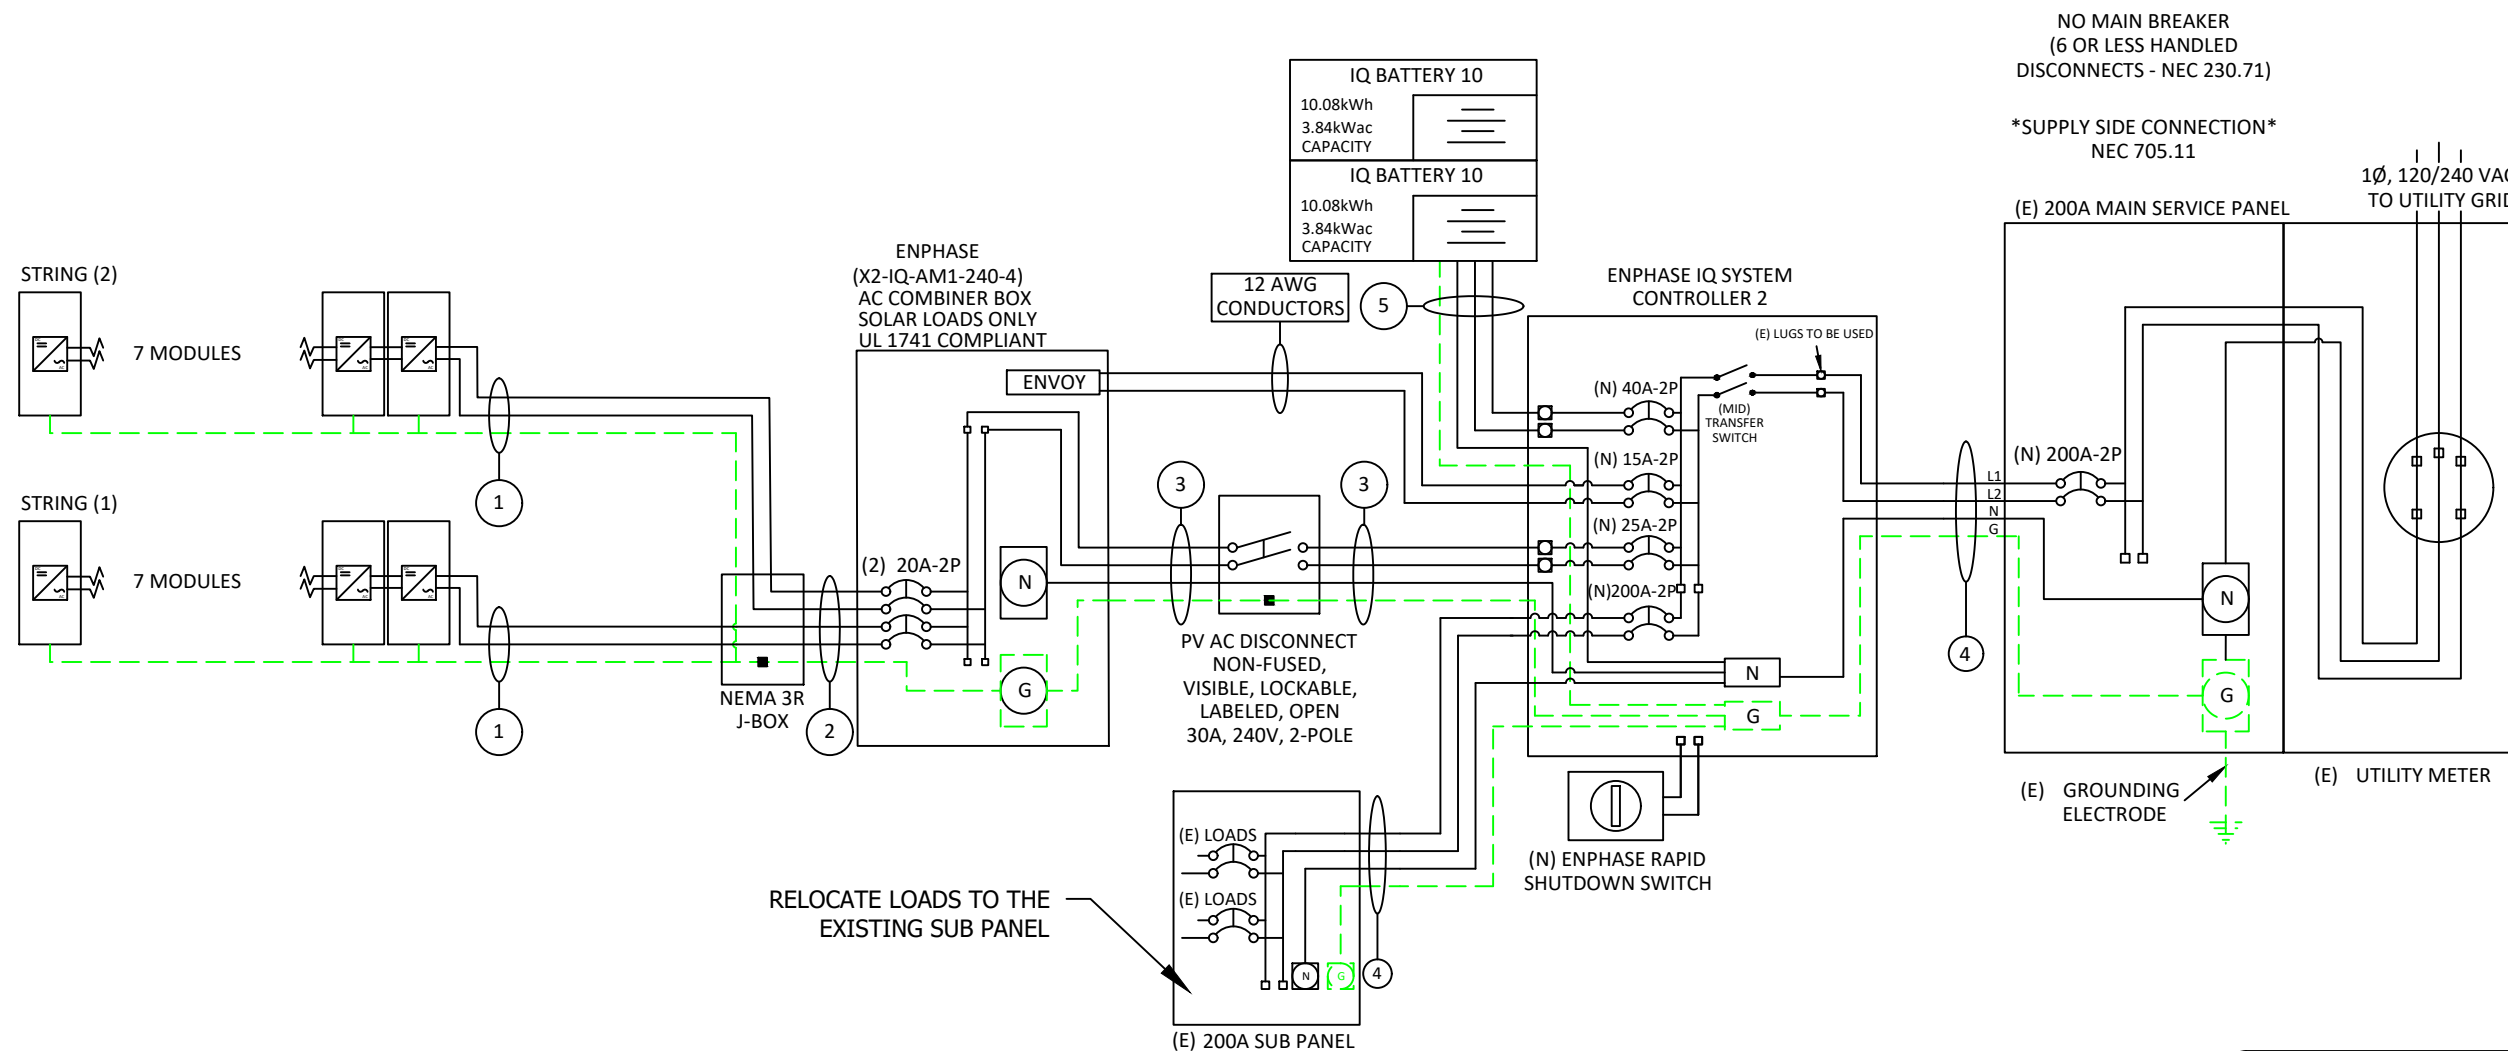 NO MAIN BREAKER
(6 OR LESS HANDLED
DISCONNECTS - NEC 230.71)
*SUPPLY SIDE CONNECTION*
NEC 705.11
1Ø, 120/240 VAC
TO UTILITY GRID
(E) 200A MAIN SERVICE PANEL
IQ BATTERY 10
10.08kWh
3.84kWac
CAPACITY
IQ BATTERY 10
10.08kWh
3.84kWac
CAPACITY
STRING (2)
7 MODULES
1
STRING (1)
7 MODULES
1
NEMA 3R
J-BOX
2
ENPHASE
(X2-IQ-AM1-240-4)
AC COMBINER BOX
SOLAR LOADS ONLY
UL 1741 COMPLIANT
ENVOY
(2) 20A-2P
N
G
12 AWG
CONDUCTORS
5
3
3
PV AC DISCONNECT
NON-FUSED,
VISIBLE, LOCKABLE,
LABELED, OPEN
30A, 240V, 2-POLE
ENPHASE IQ SYSTEM
CONTROLLER 2
(E) LUGS TO BE USED
(N) 40A-2P
(MID)
TRANSFER
SWITCH
(N) 15A-2P
(N) 25A-2P
(N)200A-2P
N
G
(N) ENPHASE RAPID
SHUTDOWN SWITCH
4
L1
L2
N
G
(N) 200A-2P
N
G
(E) GROUNDING
ELECTRODE
(E) UTILITY METER
(E) LOADS
(E) LOADS
N
G
4
RELOCATE LOADS TO THE
EXISTING SUB PANEL
(E) 200A SUB PANEL